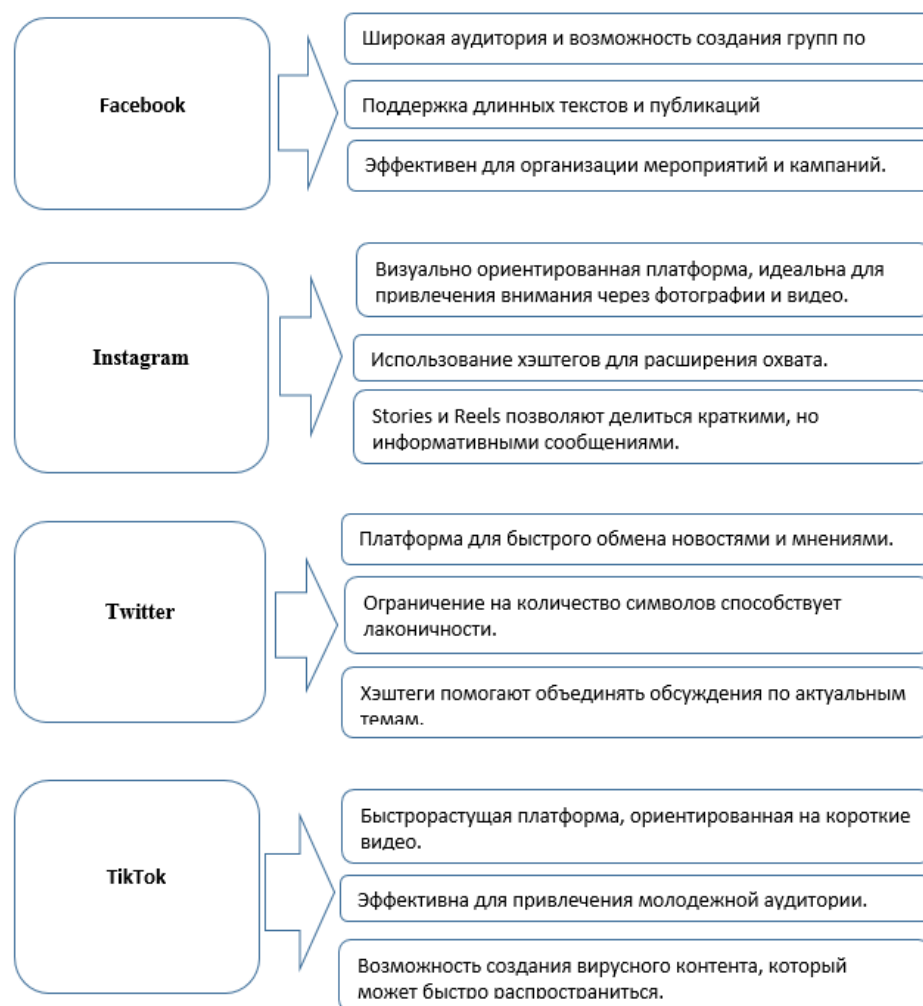 Facebook
Широкая аудитория и возможность создания групп по
Поддержка длинных текстов и публикаций
Эффективен для организации мероприятий и кампаний.
Instagram
Визуально ориентированная платформа, идеальна для
привлечения внимания через фотографии и видео.
Использование хэштегов для расширения охвата.
Stories и Reels позволяют делиться краткими, но
информативными сообщениями.
Twitter
Платформа для быстрого обмена новостями и мнениями.
Ограничение на количество символов способствует
лаконичности.
Хэштеги помогают объединять обсуждения по актуальным
темам.
TikTok
Быстрорастущая платформа, ориентированная на короткие
видео.
Эффективна для привлечения молодежной аудитории.
Возможность создания вирусного контента, который
может быстро распространиться.